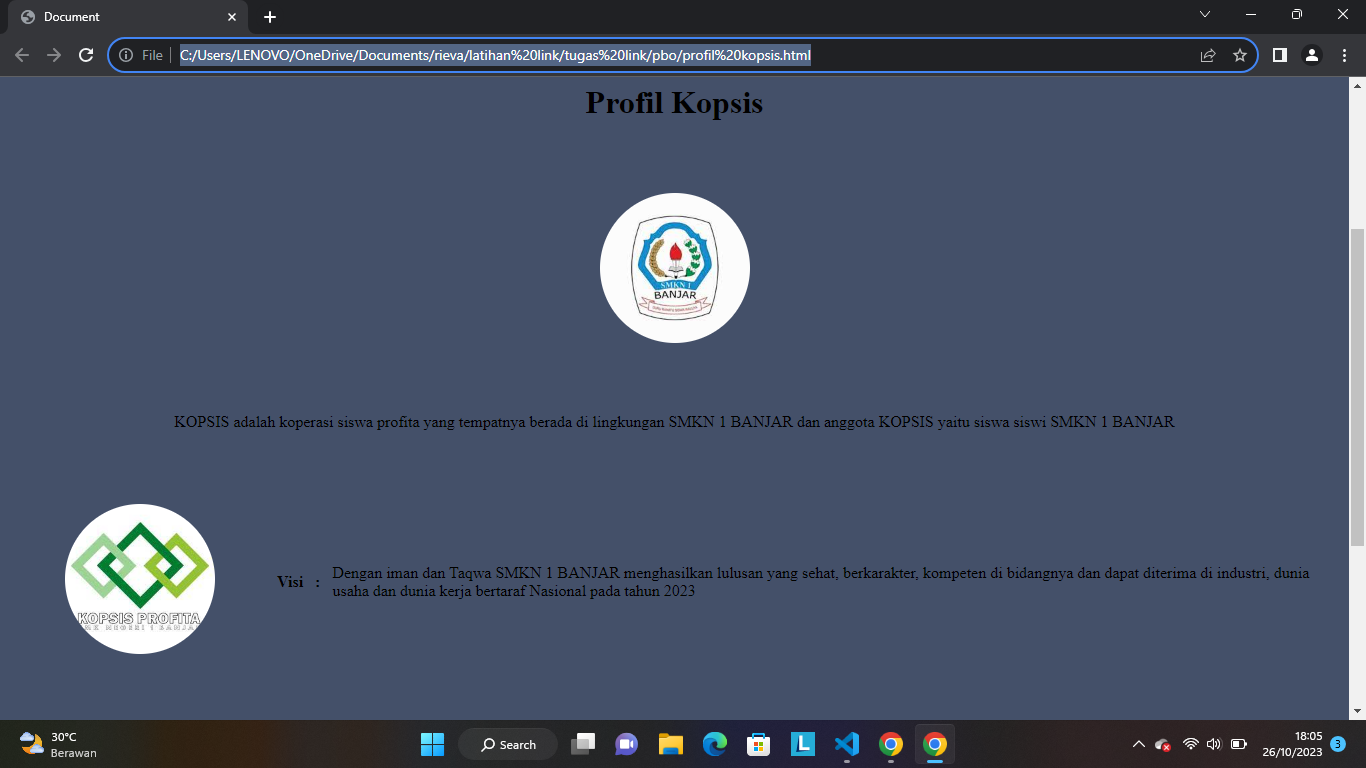 Document
File
C:/Users/LENOVO/OneDrive/Documents/rieva/latihan%20link/tugas%20link/pbo/profil%20kopsis.html
Profil Kopsis
SMKN 1
BANJAR
KOPSIS adalah koperasi siswa profita yang tempatnya berada di lingkungan SMKN 1 BANJAR dan anggota KOPSIS yaitu siswa siswi SMKN 1 BANJAR
KOPSIS PROFITA
SMK NEGERI 1 BANJAR
Visi :
Dengan iman dan Taqwa SMKN 1 BANJAR menghasilkan lulusan yang sehat, berkarakter, kompeten di bidangnya dan dapat diterima di industri, dunia
usaha dan dunia kerja bertaraf Nasional pada tahun 2023
30°C
Berawan
Search
L
18:05
26/10/2023
3